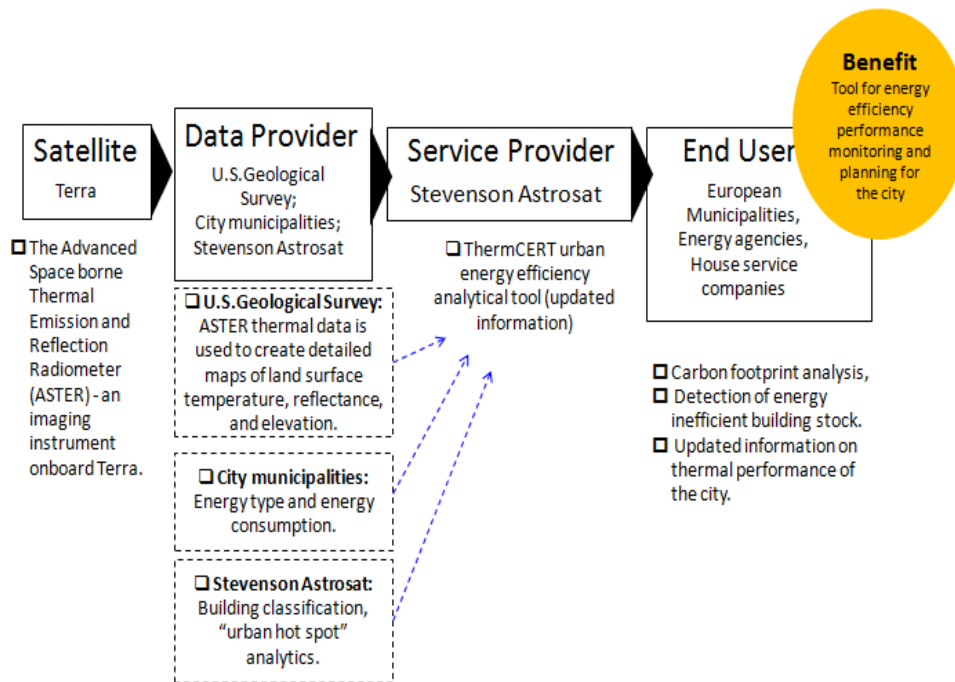 Satellite
Terra
❑ The Advanced
Space borne
Thermal
Emission and
Reflection
Radiometer
(ASTER) - an
imaging
instrument
onboard Terra.
Data Provider
U.S.Geological
Survey;
City municipalities;
Stevenson Astrosat
❑ U.S.Geological Survey:
ASTER thermal data is
used to create detailed
maps of land surface
temperature, reflectance,
and elevation.
❑ City municipalities:
Energy type and energy
consumption.
❑ Stevenson Astrosat:
Building classification,
“urban hot spot”
analytics.
Service Provider
Stevenson Astrosat
❑ ThermCERT urban
energy efficiency
analytical tool (updated
information)
End User
European
Municipalities,
Energy agencies,
House service
companies
❑ Carbon footprint analysis,
❑ Detection of energy
inefficient building stock.
❑ Updated information on
thermal performance of
the city.
Benefit
Tool for energy
efficiency
performance
monitoring and
planning for
the city